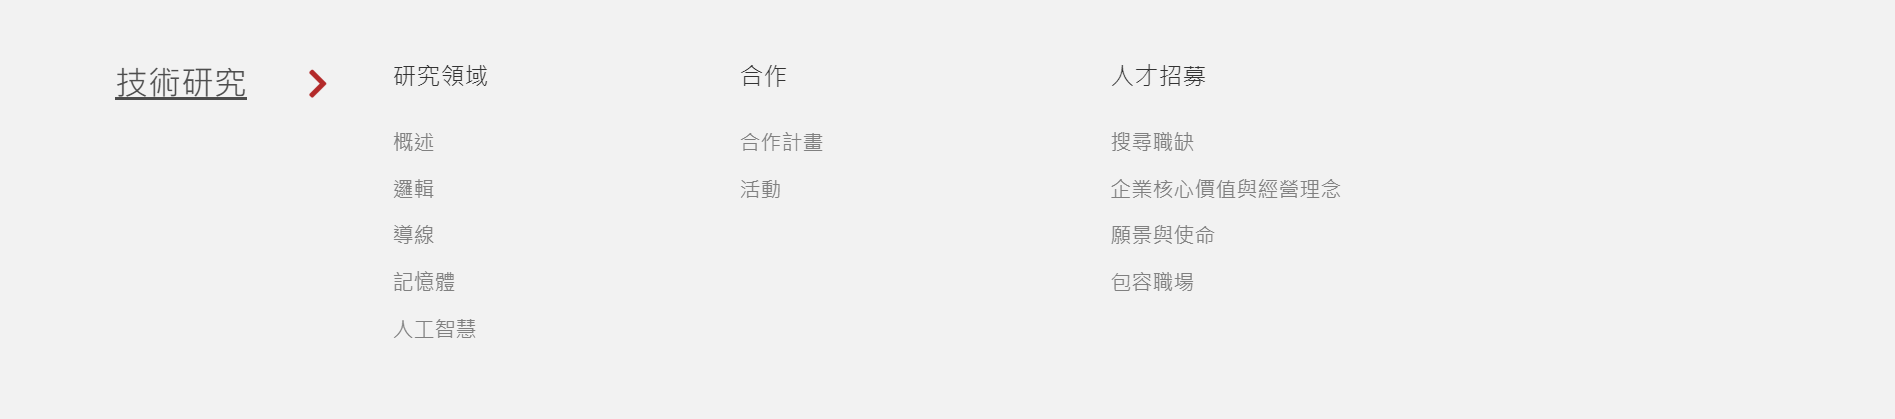 技術研究
研究領域
概述
邏輯
導線
記憶體
人工智慧
合作
合作計畫
活動
人才招募
搜尋職缺
企業核心價值與經營理念
願景與使命
包容職場